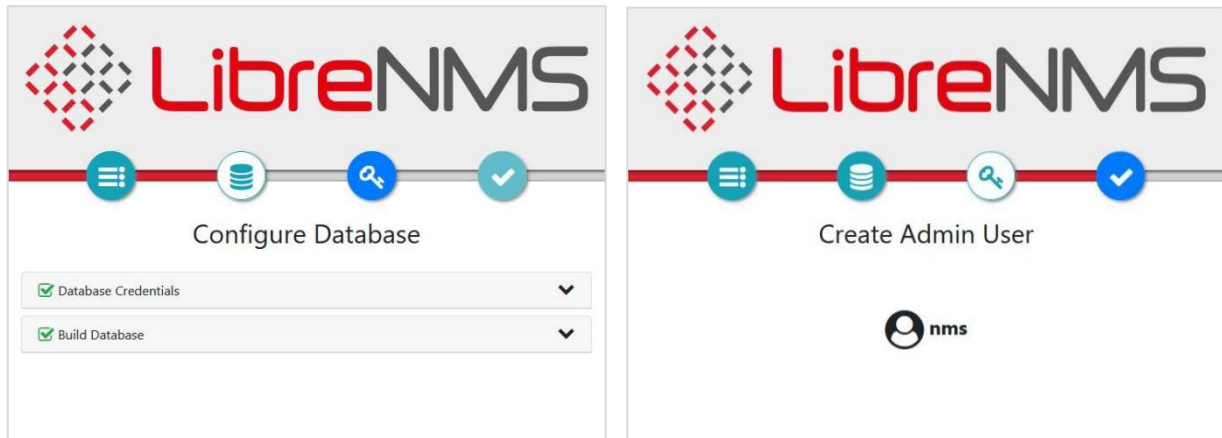 LibreNMS
Configure Database
Database Credentials
Build Database
LibreNMS
Create Admin User
nms